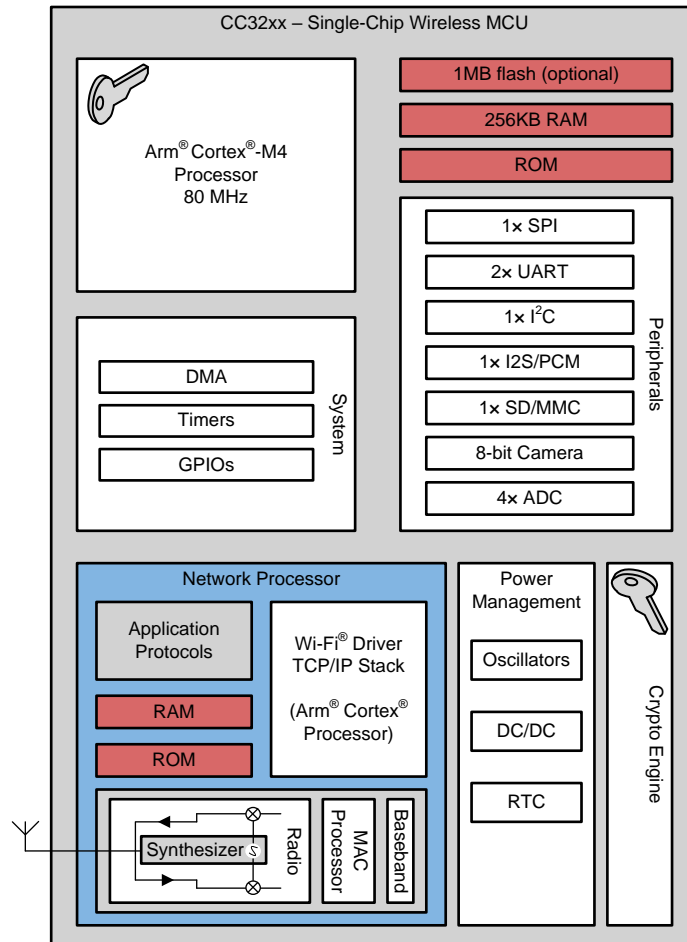 CC32xx – Single-Chip Wireless MCU
Arm® Cortex®-M4
Processor
80 MHz
1MB flash (optional)
256KB RAM
ROM
1× SPI
2× UART
1× I²C
1× I2S/PCM
1× SD/MMC
8-bit Camera
4× ADC
Peripherals
DMA
Timers
GPIOs
System
Network Processor
Application
Protocols
RAM
ROM
Wi-Fi® Driver
TCP/IP Stack
(Arm® Cortex®
Processor)
Synthesizer
Radio
MAC
Processor
Baseband
Power
Management
Oscillators
DC/DC
RTC
Crypto Engine